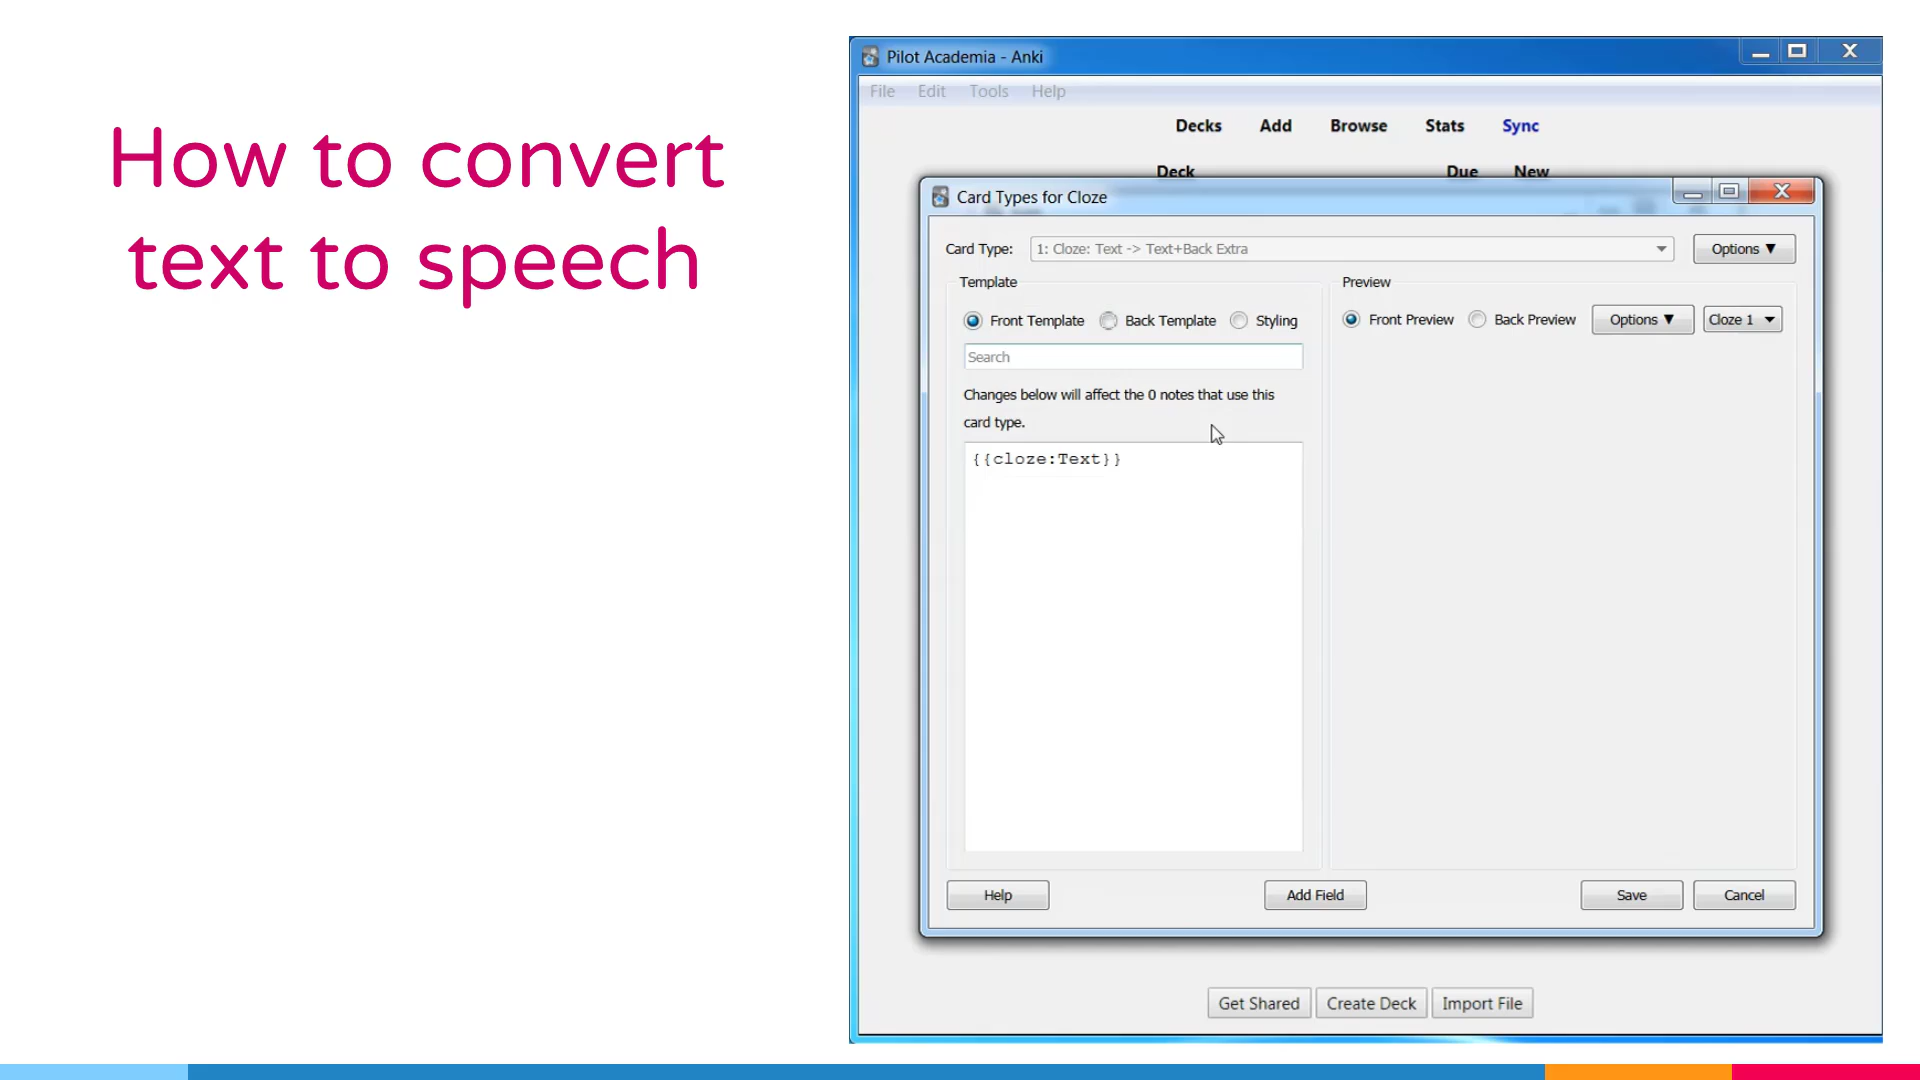 How to convert
text to speech
Pilot Academia - Anki
File Edit Tools Help
Decks Add Browse Stats Sync
Deck Due New
Card Types for Cloze
Card Type: 1: Cloze: Text -> Text+Back Extra Options ▼
Template
Preview
Front Template Back Template Styling
Front Preview Back Preview Options ▼ Cloze 1
Search
Changes below will affect the 0 notes that use this
card type.
{{cloze:Text}}
Help Add Field Save Cancel
Get Shared Create Deck Import File